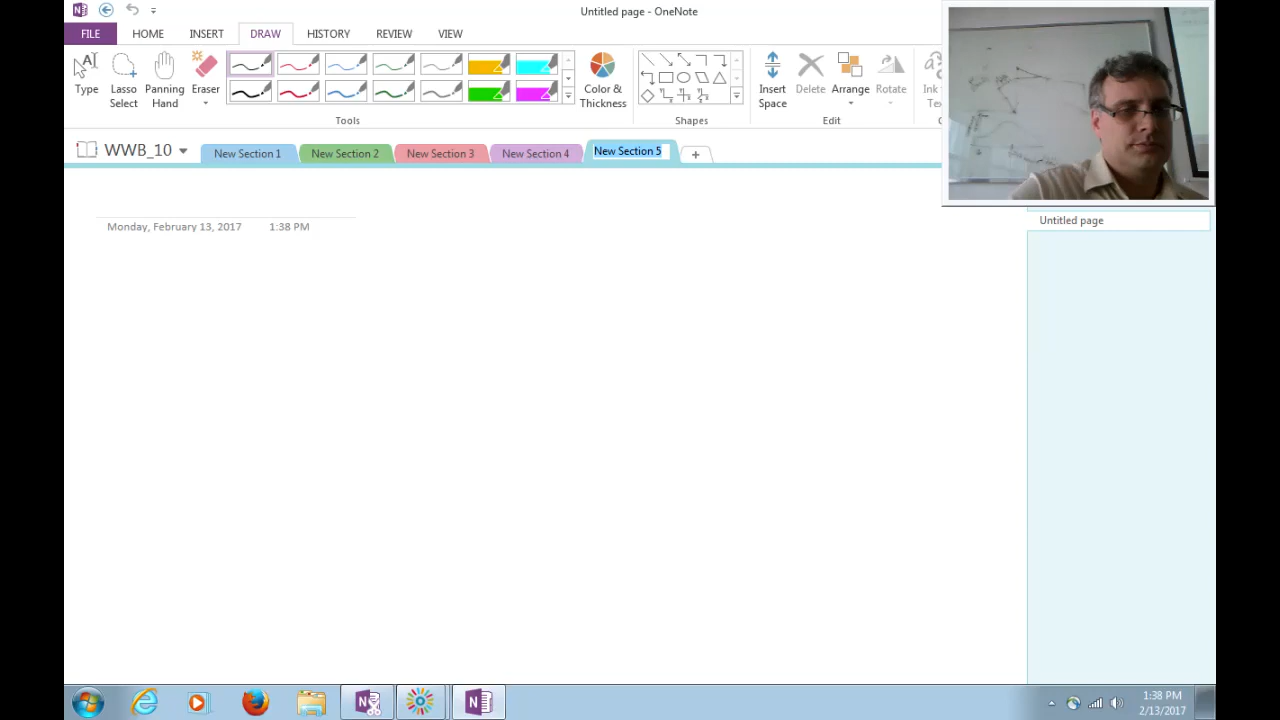 Untitled page - OneNote
FILE HOME INSERT DRAW HISTORY REVIEW VIEW
Type
Lasso Select
Panning Hand
Eraser
Color & Thickness
Insert Space
Delete
Arrange
Rotate
Tools
Shapes
Edit
WWB_10
New Section 1
New Section 2
New Section 3
New Section 4
New Section 5
Untitled page
Monday, February 13, 2017 1:38 PM
1:38 PM
2/13/2017